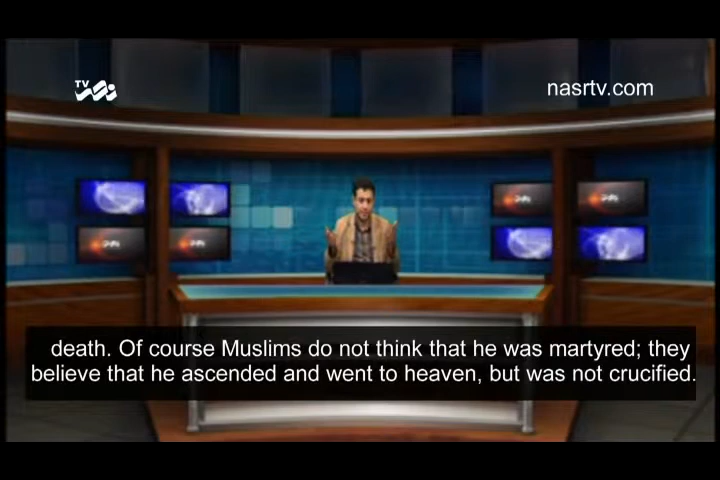 TV
nasrtv.com
death. Of course Muslims do not think that he was martyred; they
believe that he ascended and went to heaven, but was not crucified.